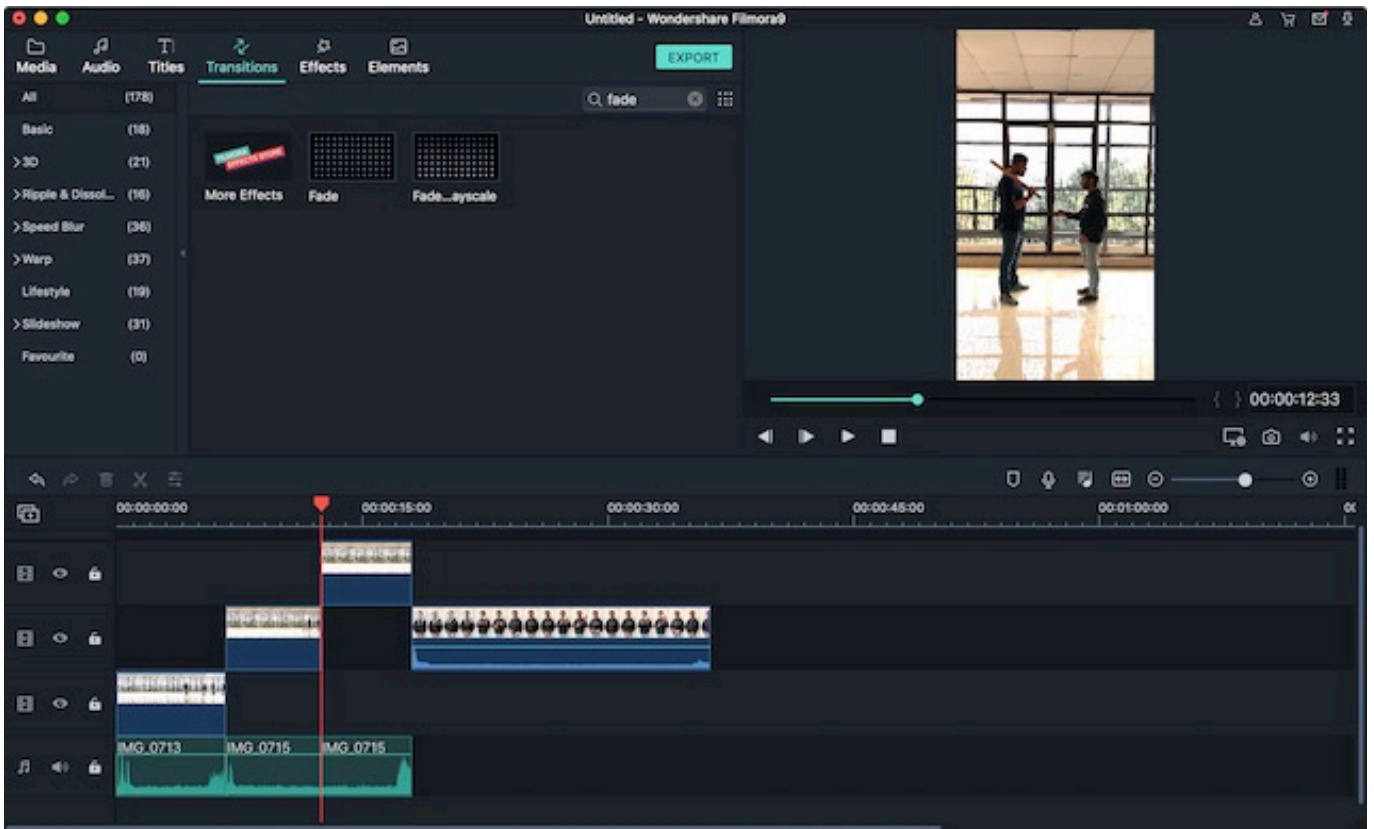 Untitled - Wondershare Filmora9
Media Audio Titles Transitions Effects Elements
EXPORT
All (178)
fade
Basic (18)
>3D (21)
>Ripple & Dissol... (16)
More Effects Fade Fade...ayscale
>Speed Blur (36)
>Warp (37)
Lifestyle (19)
>Slideshow (31)
Favourite (0)
{ } 00:00:12:33
00:00:00:00 00:00:15:00 00:00:30:00 00:00:45:00 00:01:00:00
IMG_0713 IMG_0715 IMG_0715